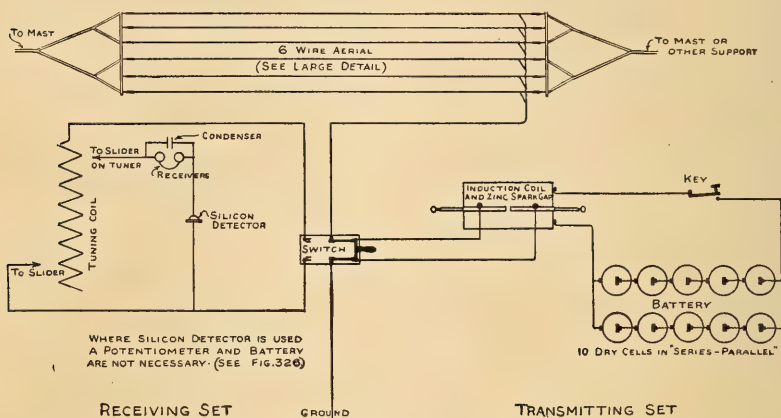 TO MAST
6 WIRE AERIAL
(SEE LARGE DETAIL)
TO MAST OR
OTHER SUPPORT
CONDENSER
TO SLIDER
ON TUNER
RECEIVERS
TUNING COIL
SILICON
DETECTOR
TO SLIDER
SWITCH
INDUCTION COIL
AND ZINC SPARK GAP
KEY
BATTERY
10 DRY CELLS IN "SERIES-PARALLEL"
WHERE SILICON DETECTOR IS USED
A POTENTIOMETER AND BATTERY
ARE NOT NECESSARY. (SEE FIG. 326)
RECEIVING SET
GROUND
TRANSMITTING SET